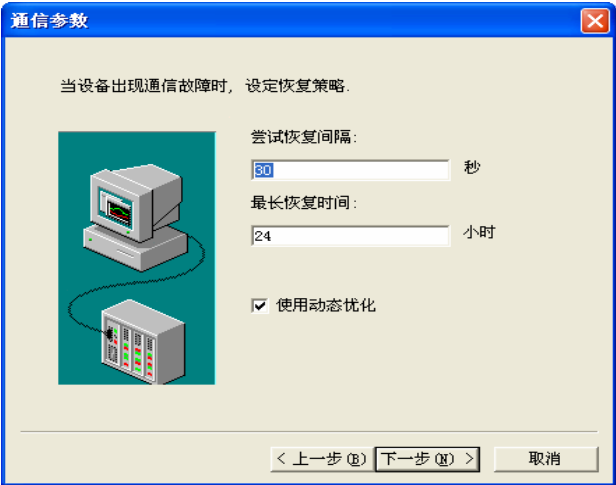 通信参数
当设备出现通信故障时, 设定恢复策略.
尝试恢复间隔:
30 秒
最长恢复时间:
24 小时
使用动态优化
< 上一步(B) 下一步(N) > 取消